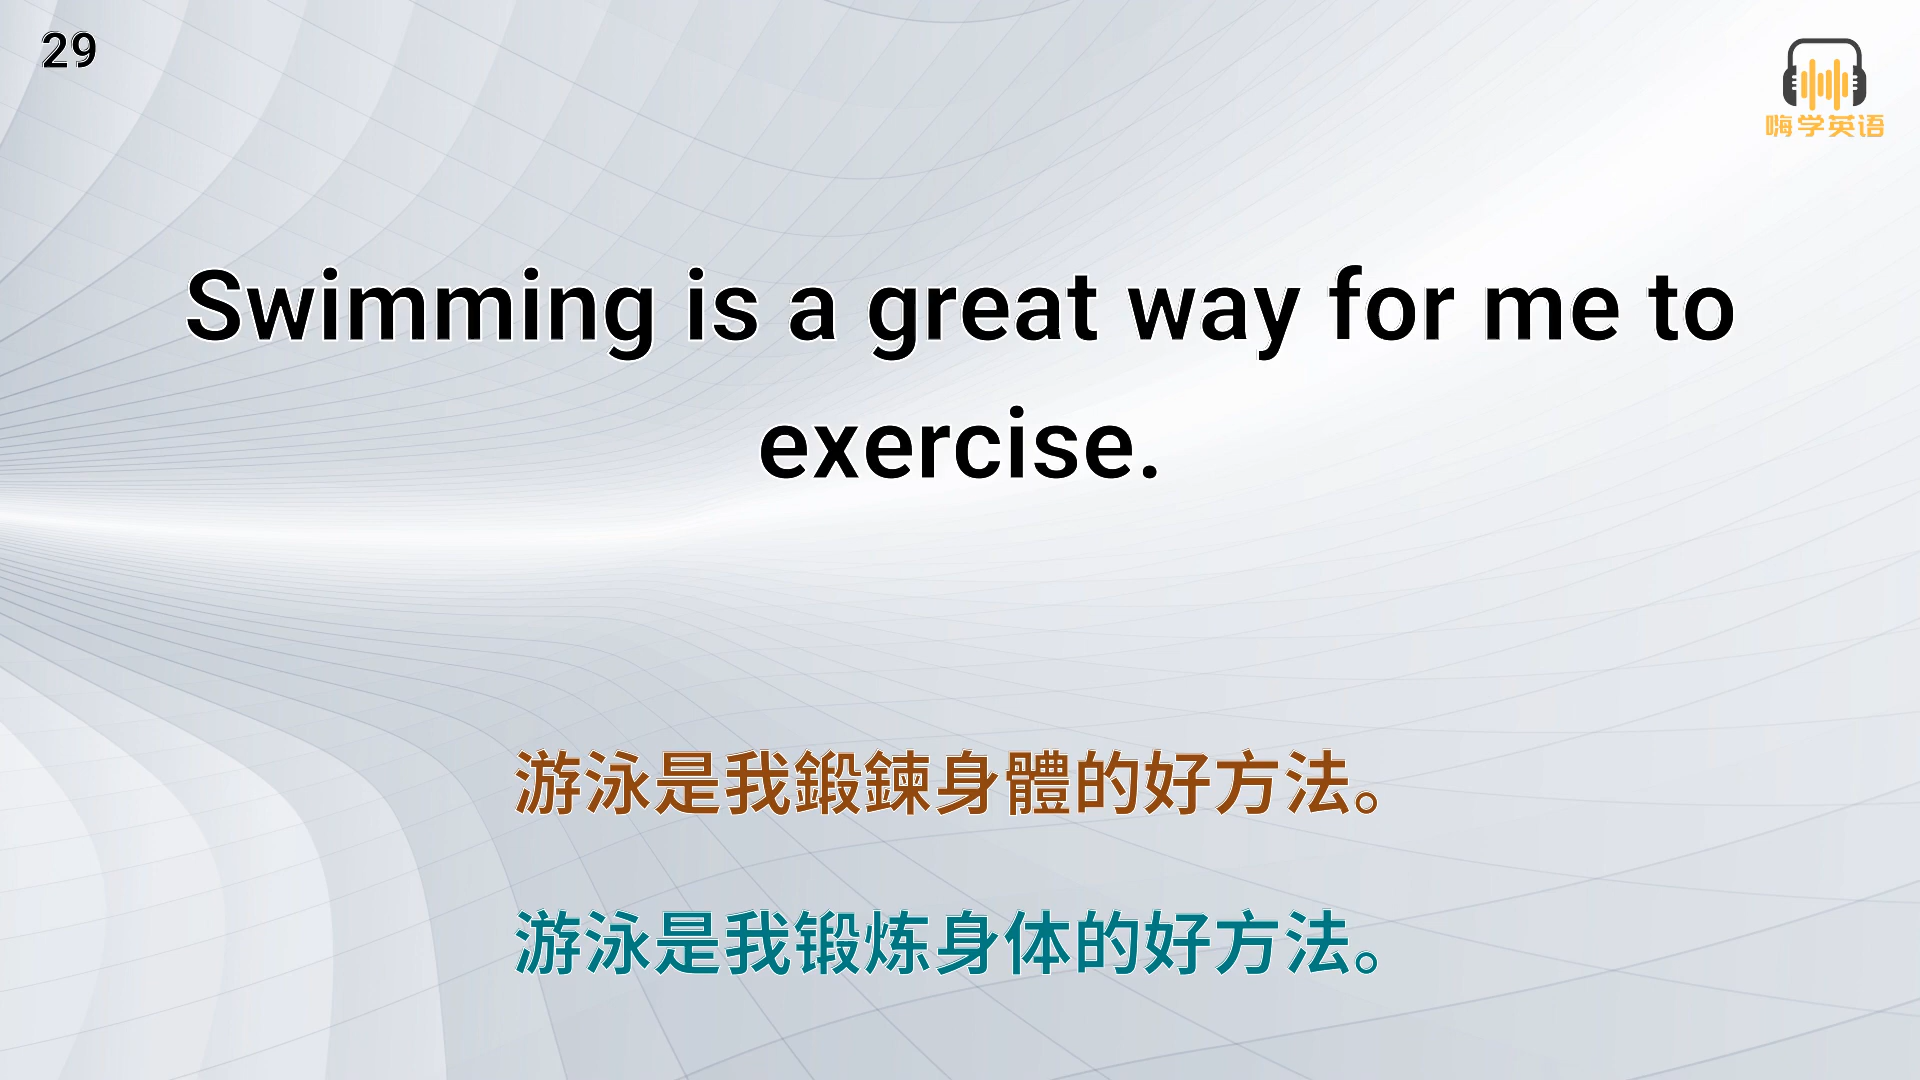 29
嗨学英语
Swimming is a great way for me to
exercise.
游泳是我鍛鍊身體的好方法。
游泳是我锻炼身体的好方法。